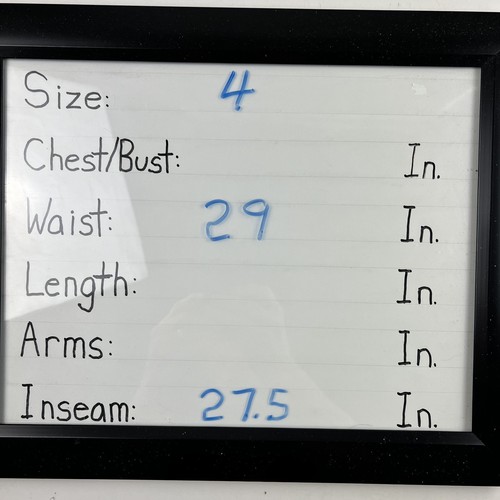 Size: 4
Chest/Bust: In.
Waist: 29 In.
Length: In.
Arms: In.
Inseam: 27.5 In.